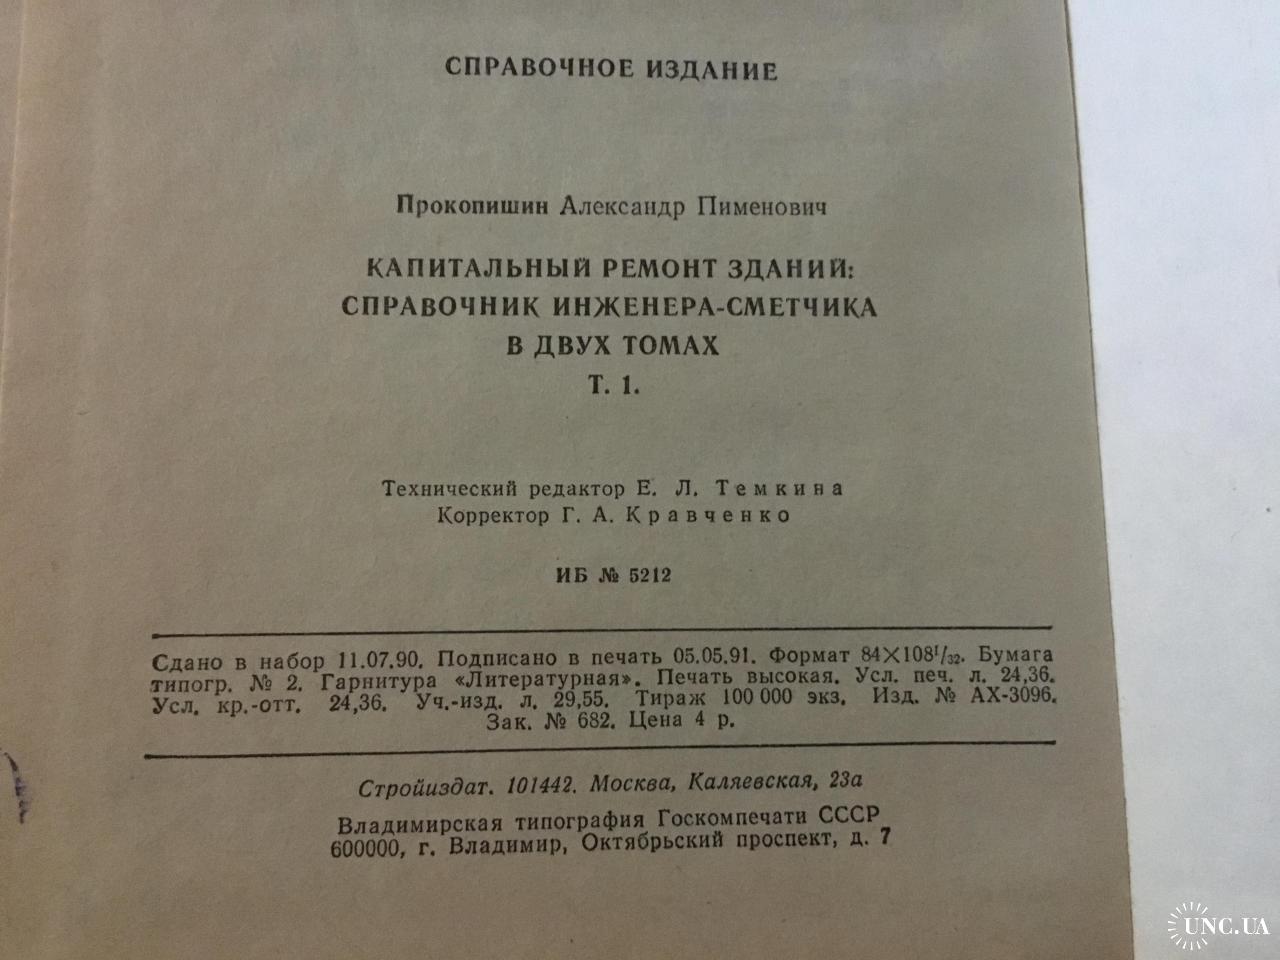 СПРАВОЧНОЕ ИЗДАНИЕ
Прокопишин Александр Пименович
КАПИТАЛЬНЫЙ РЕМОНТ ЗДАНИЙ:
СПРАВОЧНИК ИНЖЕНЕРА-СМЕТЧИКА
В ДВУХ ТОМАХ
Т. 1.
Технический редактор Е. Л. Темкина
Корректор Г. А. Кравченко
ИБ № 5212
Сдано в набор 11.07.90. Подписано в печать 05.05.91. Формат 84×108¹/₃₂. Бумага
типогр. № 2. Гарнитура «Литературная». Печать высокая. Усл. печ. л. 24,36.
Усл. кр.-отт. 24,36. Уч.-изд. л. 29,55. Тираж 100 000 экз. Изд. № АХ-3096.
Зак. № 682. Цена 4 р.
Стройиздат. 101442. Москва, Каляевская, 23а
Владимирская типография Госкомпечати СССР
600000, г. Владимир, Октябрьский проспект, д. 7
UNC.UA